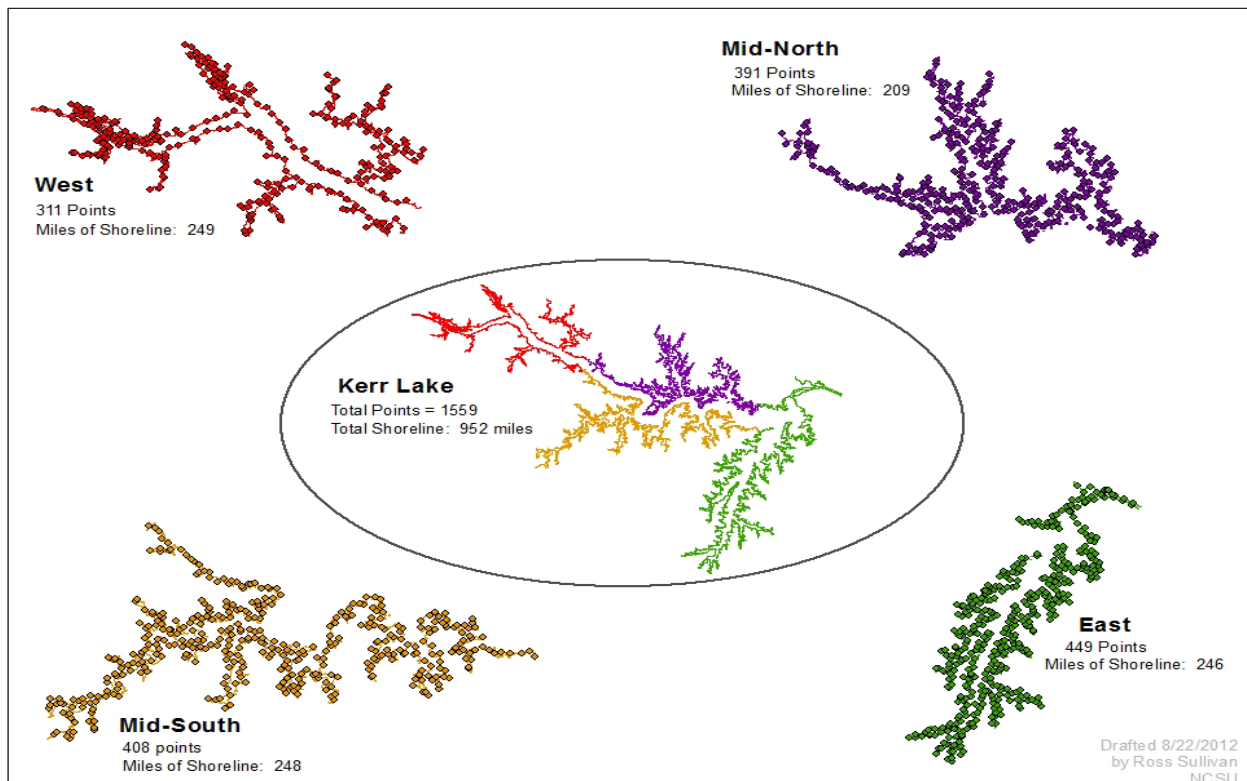 West
311 Points
Miles of Shoreline: 249
Mid-North
391 Points
Miles of Shoreline: 209
Kerr Lake
Total Points = 1559
Total Shoreline: 952 miles
Mid-South
408 points
Miles of Shoreline: 248
East
449 Points
Miles of Shoreline: 246
Drafted 8/22/2012
by Ross Sullivan
NCSU